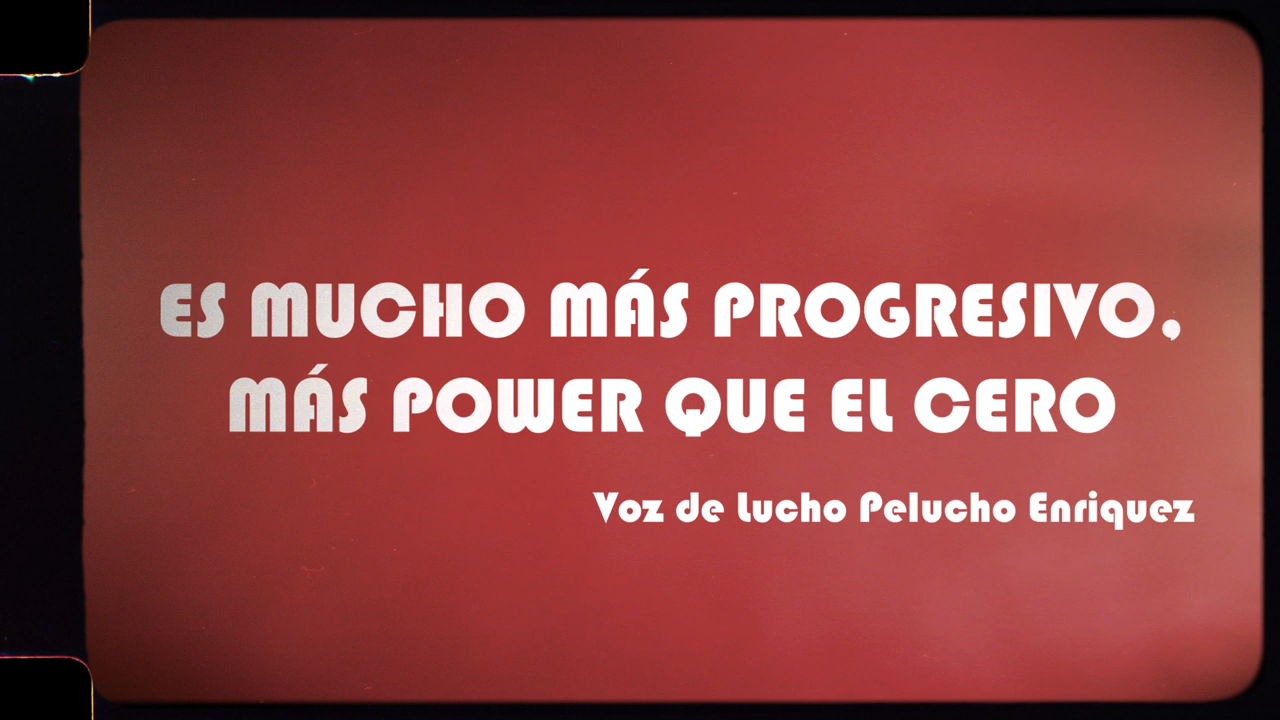 ES MUCHO MÁS PROGRESIVO,
MÁS POWER QUE EL CERO
Voz de Lucho Pelucho Enriquez